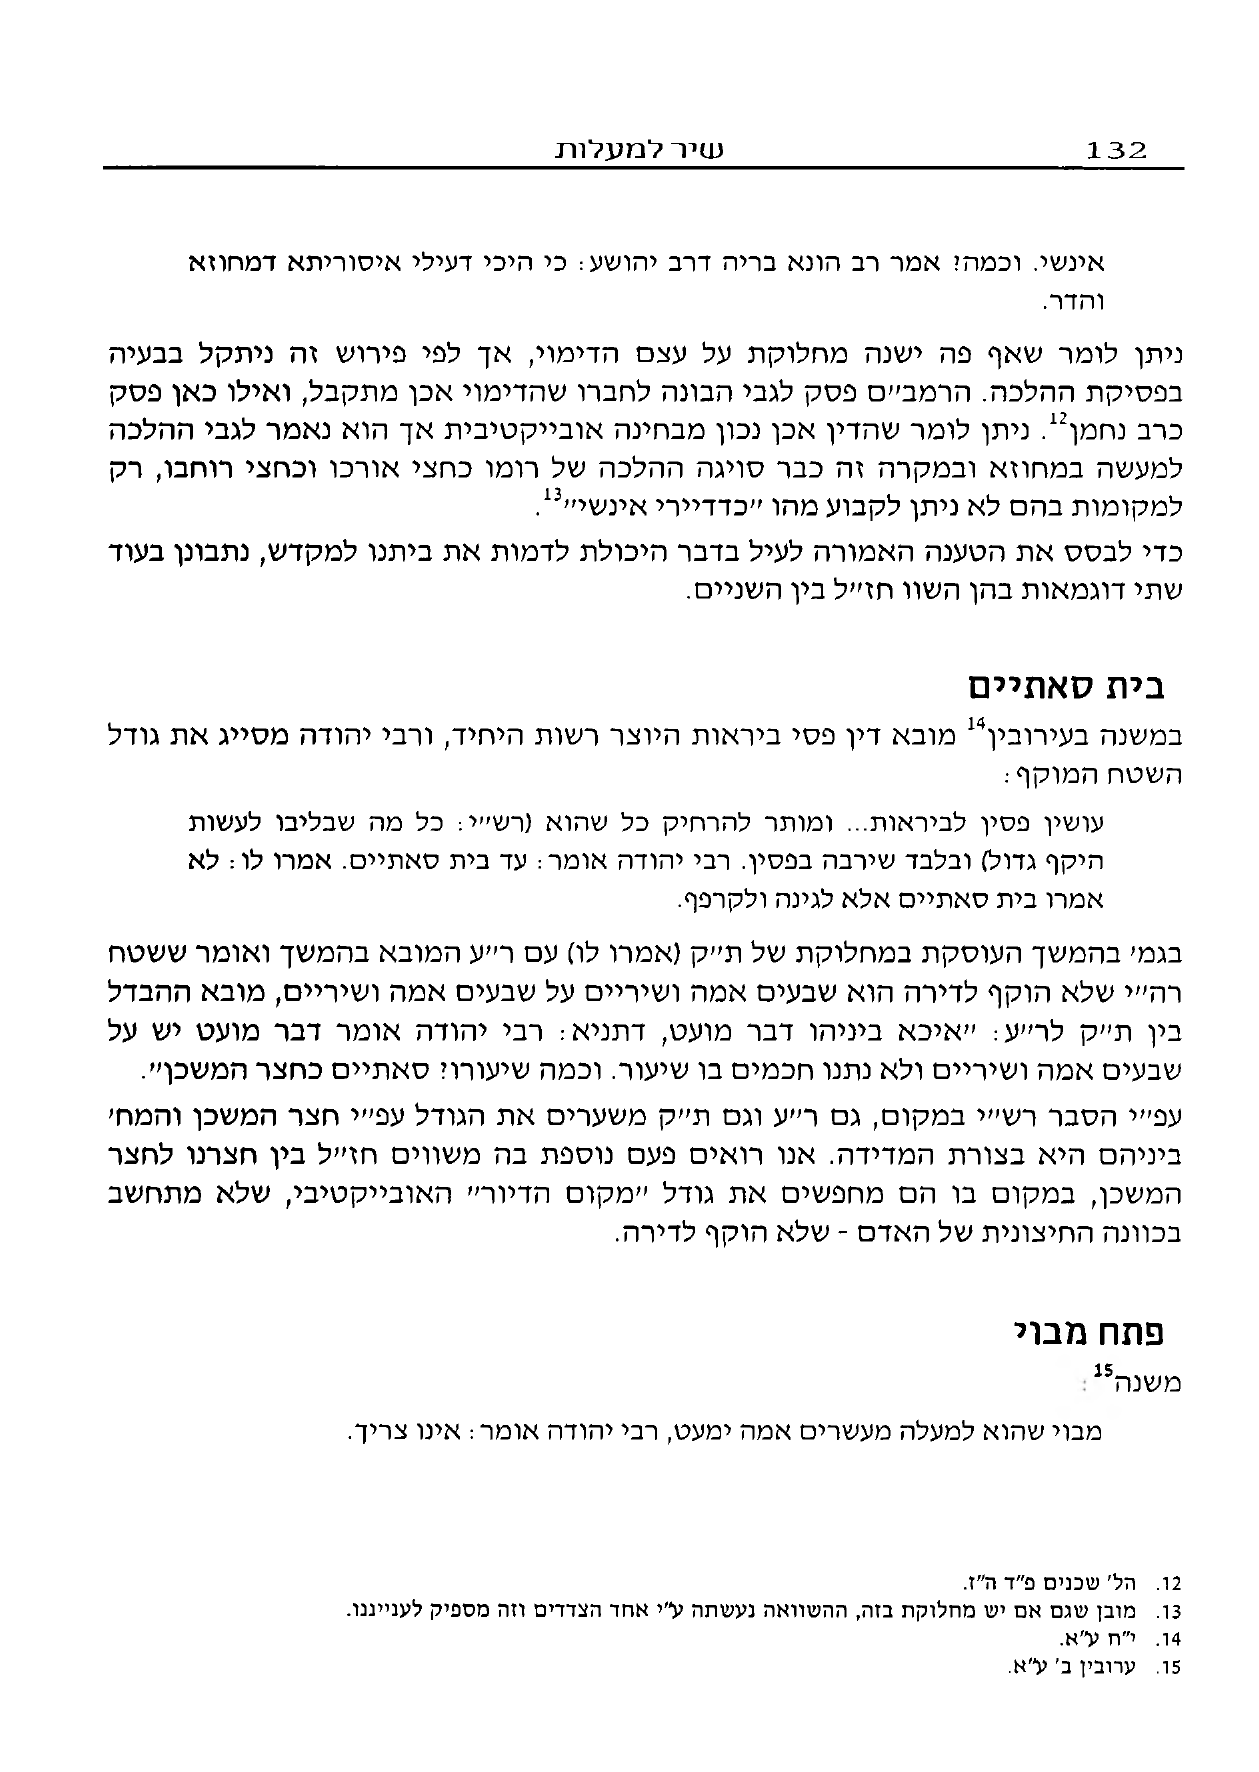 132 שיר למעלות
אינשי. וכמה? אמר רב הונא בריה דרב יהושע: כי היכי דעילי איסוריתא דמחוזא
והדר.
ניתן לומר שאף פה ישנה מחלוקת על עצם הדימוי, אך לפי פירוש זה ניתקל בבעיה
בפסיקת ההלכה. הרמב״ם פסק לגבי הבונה לחברו שהדימוי אכן מתקבל, ואילו כאן פסק
כרב נחמן12. ניתן לומר שהדין אכן נכון מבחינה אובייקטיבית אך הוא נאמר לגבי ההלכה
למעשה במחוזא ובמקרה זה כבר סויגה ההלכה של רומו כחצי אורכו וכחצי רוחבו, רק
למקומות בהם לא ניתן לקבוע מהו ״כדדיירי אינשי״13.
כדי לבסס את הטענה האמורה לעיל בדבר היכולת לדמות את ביתנו למקדש, נתבונן בעוד
שתי דוגמאות בהן השוו חז״ל בין השניים.
בית סאתיים
במשנה בעירובין14 מובא דין פסי ביראות היוצר רשות היחיד, ורבי יהודה מסייג את גודל
השטח המוקף:
עושין פסין לביראות... ומותר להרחיק כל שהוא (רש״י: כל מה שבליבו לעשות
היקף גדול) ובלבד שירבה בפסין. רבי יהודה אומר: עד בית סאתיים. אמרו לו: לא
אמרו בית סאתיים אלא לגינה ולקרפף.
בגמ׳ בהמשך העוסקת במחלוקת של ת״ק (אמרו לו) עם ר״ע המובא בהמשך ואומר ששטח
רה״י שלא הוקף לדירה הוא שבעים אמה ושיריים על שבעים אמה ושיריים, מובא ההבדל
בין ת״ק לר״ע: ״איכא ביניהו דבר מועט, דתניא: רבי יהודה אומר דבר מועט יש על
שבעים אמה ושיריים ולא נתנו חכמים בו שיעור. וכמה שיעורו? סאתיים כחצר המשכן״.
עפ״י הסבר רש״י במקום, גם ר״ע וגם ת״ק משערים את הגודל עפ״י חצר המשכן והמח׳
ביניהם היא בצורת המדידה. אנו רואים פעם נוספת בה משווים חז״ל בין חצרנו לחצר
המשכן, במקום בו הם מחפשים את גודל ״מקום הדיור״ האובייקטיבי, שלא מתחשב
בכוונה החיצונית של האדם - שלא הוקף לדירה.
פתח מבוי
משנה15:
מבוי שהוא למעלה מעשרים אמה ימעט, רבי יהודה אומר: אינו צריך.
12. הל׳ שכנים פ״ד ה״ז.
13. מובן שגם אם יש מחלוקת בזה, ההשוואה נעשתה ע״י אחד הצדדים וזה מספיק לענייננו.
14. י״ח ע״א.
15. ערובין ב׳ ע״א.